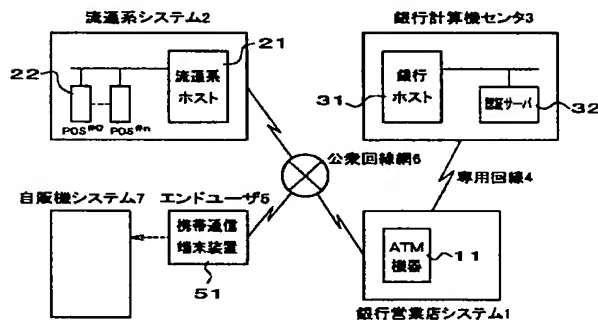 流通系システム2
21
22
流通系
ホスト
POS#0
POS#n
銀行計算機センタ3
31
銀行
ホスト
認証サーバ
32
公衆回線網6
専用回線4
自販機システム7
エンドユーザ5
携帯通信
端末装置
51
ATM
機器
11
銀行営業店システム1